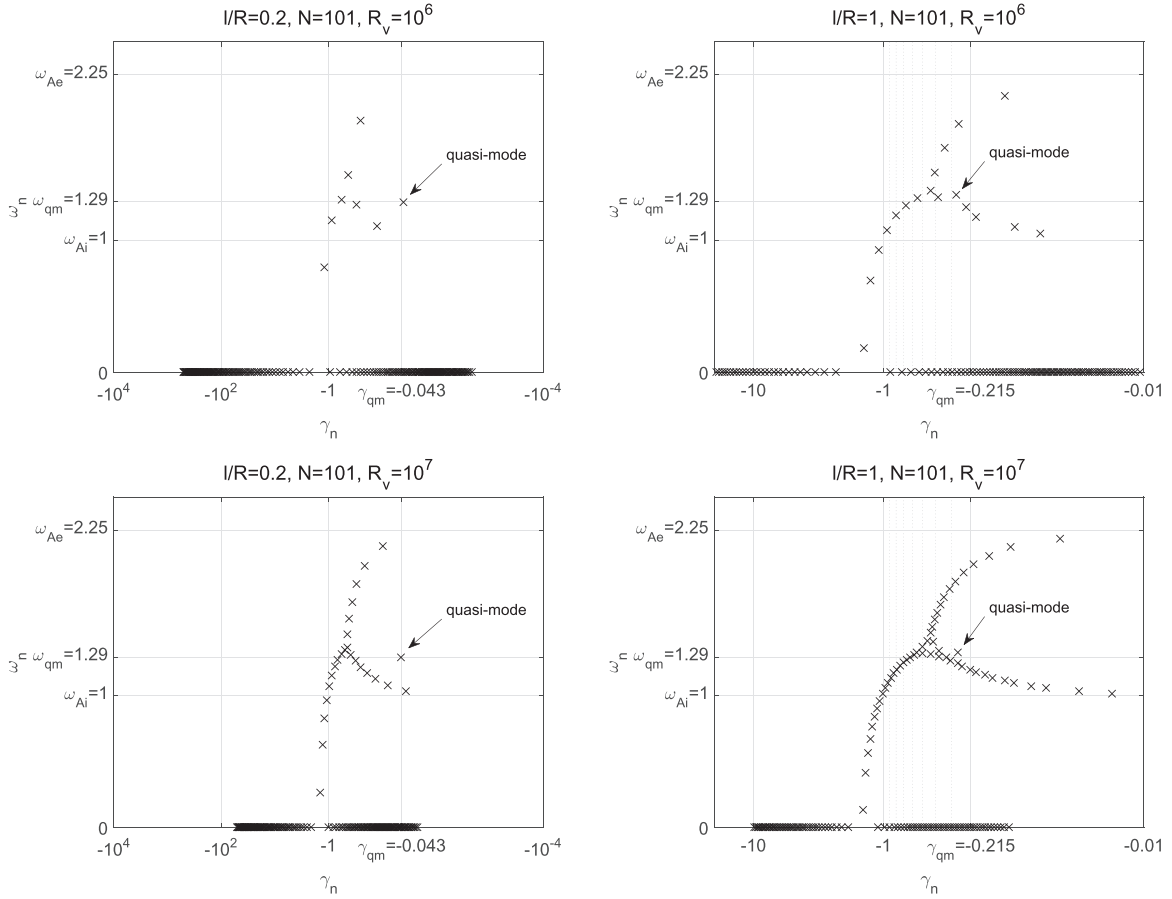 l/R=0.2, N=101, R_v=10^6
ω_Ae=2.25
quasi-mode
ω_n ω_qm=1.29
ω_Ai=1
0
-10^4 -10^2 -1 γ_qm=-0.043 -10^-4
γ_n
l/R=1, N=101, R_v=10^6
ω_Ae=2.25
quasi-mode
ω_n ω_qm=1.29
ω_Ai=1
0
-10 -1 γ_qm=-0.215 -0.01
γ_n
l/R=0.2, N=101, R_v=10^7
ω_Ae=2.25
quasi-mode
ω_n ω_qm=1.29
ω_Ai=1
0
-10^4 -10^2 -1 γ_qm=-0.043 -10^-4
γ_n
l/R=1, N=101, R_v=10^7
ω_Ae=2.25
quasi-mode
ω_n ω_qm=1.29
ω_Ai=1
0
-10 -1 γ_qm=-0.215 -0.01
γ_n